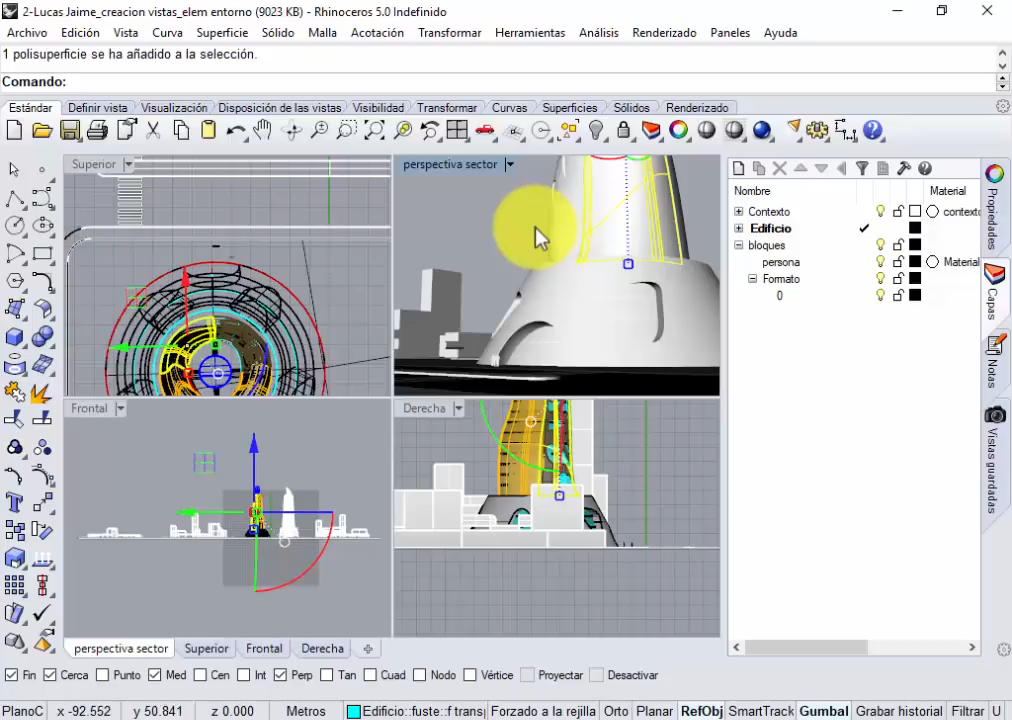 2-Lucas Jaime_creacion vistas_elem entorno (9023 KB) - Rhinoceros 5.0 Indefinido
Archivo Edición Vista Curva Superficie Sólido Malla Acotación Transformar Herramientas Análisis Renderizado Paneles Ayuda
1 polisuperficie se ha añadido a la selección.
Comando:
Estándar Definir vista Visualización Disposición de las vistas Visibilidad Transformar Curvas Superficies Sólidos Renderizado
Superior
perspectiva sector
Nombre Material
Contexto
Edificio
bloques
persona Material
Formato
0
Propiedades
Capas
Notas
Vistas guardadas
Frontal
Derecha
perspectiva sector Superior Frontal Derecha
Fin Cerca Punto Med Cen Int Perp Tan Cuad Nodo Vértice Proyectar Desactivar
PlanoC x -92.552 y 50.841 z 0.000 Metros Edificio::fuste::f trans Forzado a la rejilla Orto Planar RefObj SmartTrack Gumbal Grabar historial Filtrar U